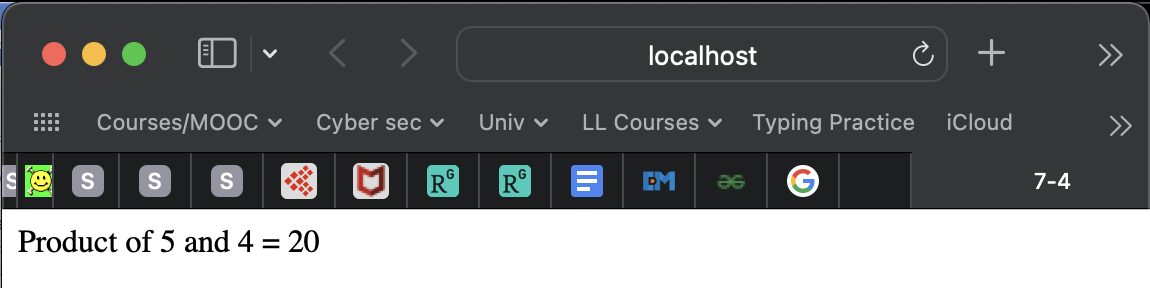 localhost
Courses/MOOC Cyber sec Univ LL Courses Typing Practice iCloud
S S S S R^G R^G DM G 7-4
Product of 5 and 4 = 20